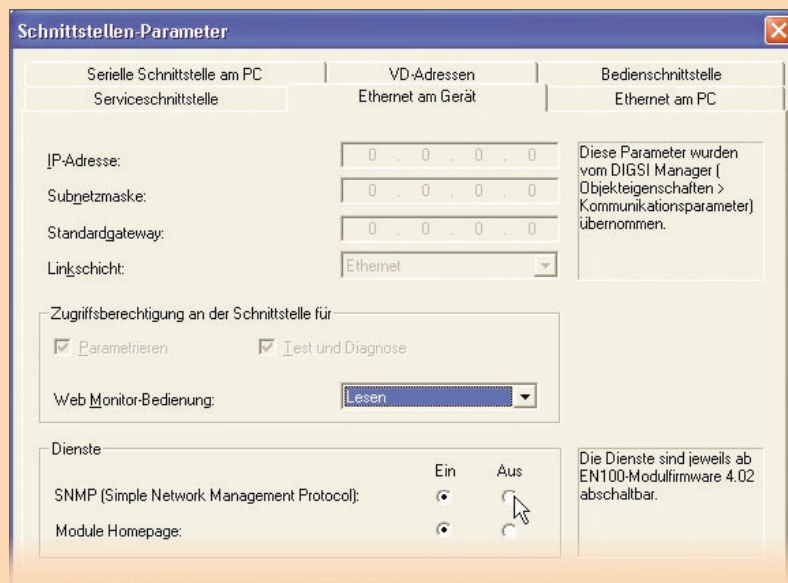 Schnittstellen-Parameter
Serielle Schnittstelle am PC
VD-Adressen
Bedienschnittstelle
Serviceschnittstelle
Ethernet am Gerät
Ethernet am PC
IP-Adresse:
0 . 0 . 0 . 0
Subnetzmaske:
0 . 0 . 0 . 0
Standardgateway:
0 . 0 . 0 . 0
Linkschicht:
Ethernet
Diese Parameter wurden
vom DIGSI Manager (
Objekteigenschaften >
Kommunikationsparameter)
übernommen.
Zugriffsberechtigung an der Schnittstelle für
Parametrieren
Test und Diagnose
Web Monitor-Bedienung:
Lesen
Dienste
Ein
Aus
SNMP (Simple Network Management Protocol):
Module Homepage:
Die Dienste sind jeweils ab
EN100-Modulfirmware 4.02
abschaltbar.